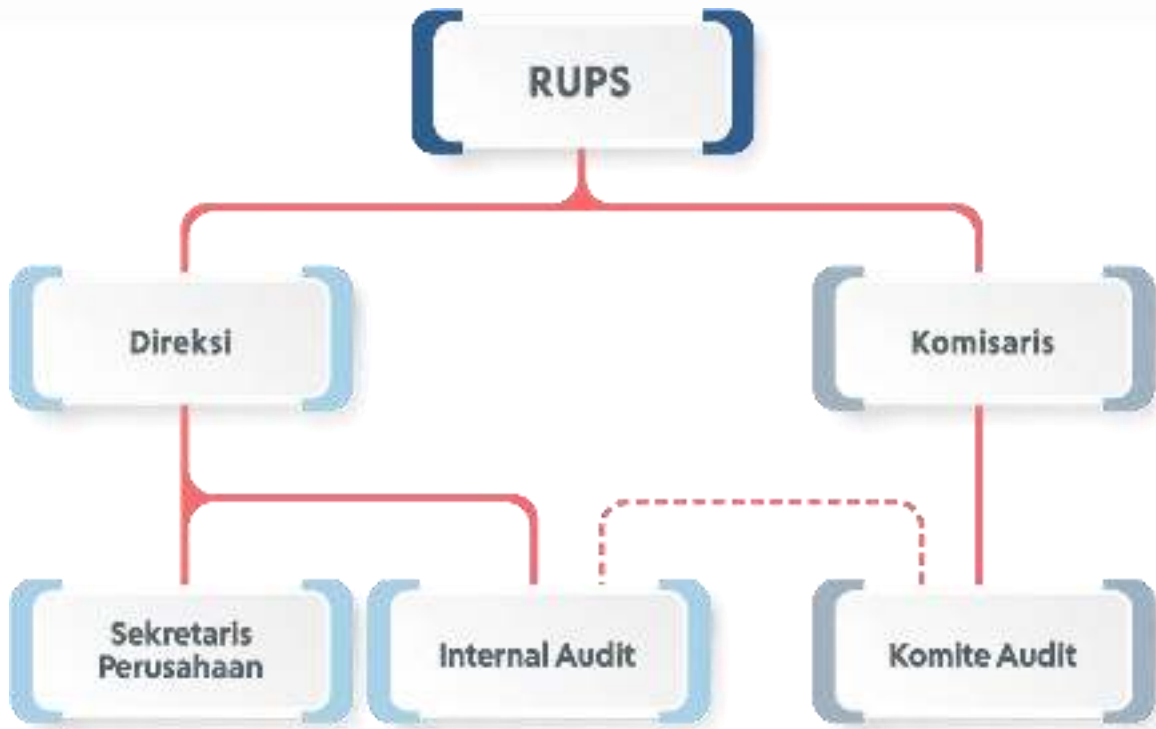 RUPS
Direksi
Komisaris
Sekretaris
Perusahaan
Internal Audit
Komite Audit